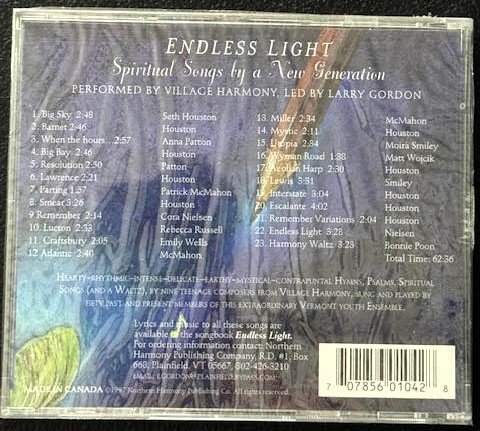 ENDLESS LIGHT
Spiritual Songs by a New Generation
PERFORMED BY VILLAGE HARMONY, LED BY LARRY GORDON
1. Big Sky 2:48 Seth Houston
2. Barnet 2:46 Houston
3. When the hours... 2:57 Anna Patton
4. Big Bay 2:46 Houston
5. Resolution 2:50 Patton
6. Lawrence 2:21 Houston
7. Parting 1:57 Patrick McMahon
8. Smear 3:26 Houston
9 Remember 2:14 Cora Nielsen
10. Lucton 2:33 Rebecca Russell
11. Craftsbury 2:05 Emily Wells
12 Atlantic 2:40 McMahon
13. Miller 2:34 McMahon
14. Mystic 2:11 Houston
15. Utopia 2:34 Moira Smiley
16 Wyman Road 1:38 Matt Wojcik
17. Aeolian Harp 2:30 Houston
18. Lewis 3:31 Smiley
19. Interstate 3:04 Houston
20. Escalante 4:02 Houston
21. Remember Variations 2:04 Houston
22. Endless Light 3:28 Nielsen
23. Harmony Waltz 3:23 Bonnie Poon
Total Time: 62:36
HEARTY-RHYTHMIC-INTENSE-DELICATE-EARTHY-MYSTICAL-CONTRAPUNTAL HYMNS, PSALMS, SPIRITUAL
SONGS (AND A WALTZ), BY NINE TEENAGE COMPOSERS FROM VILLAGE HARMONY, SUNG AND PLAYED BY
FIFTY PAST AND PRESENT MEMBERS OF THIS EXTRAORDINARY VERMONT YOUTH ENSEMBLE.
Lyrics and music to all these songs are
available in the songbook Endless Light.
For ordering information contact: Northern
Harmony Publishing Company, R.D. #1, Box
660, Plainfield, VT 05667, 802-426-3210
EMAIL: EGORDON@PLAINFIELD.BYPASS.COM
MADE IN CANADA ©1997 Northern Harmony Publishing Co. All rights reserved.
7 07856 01042 8